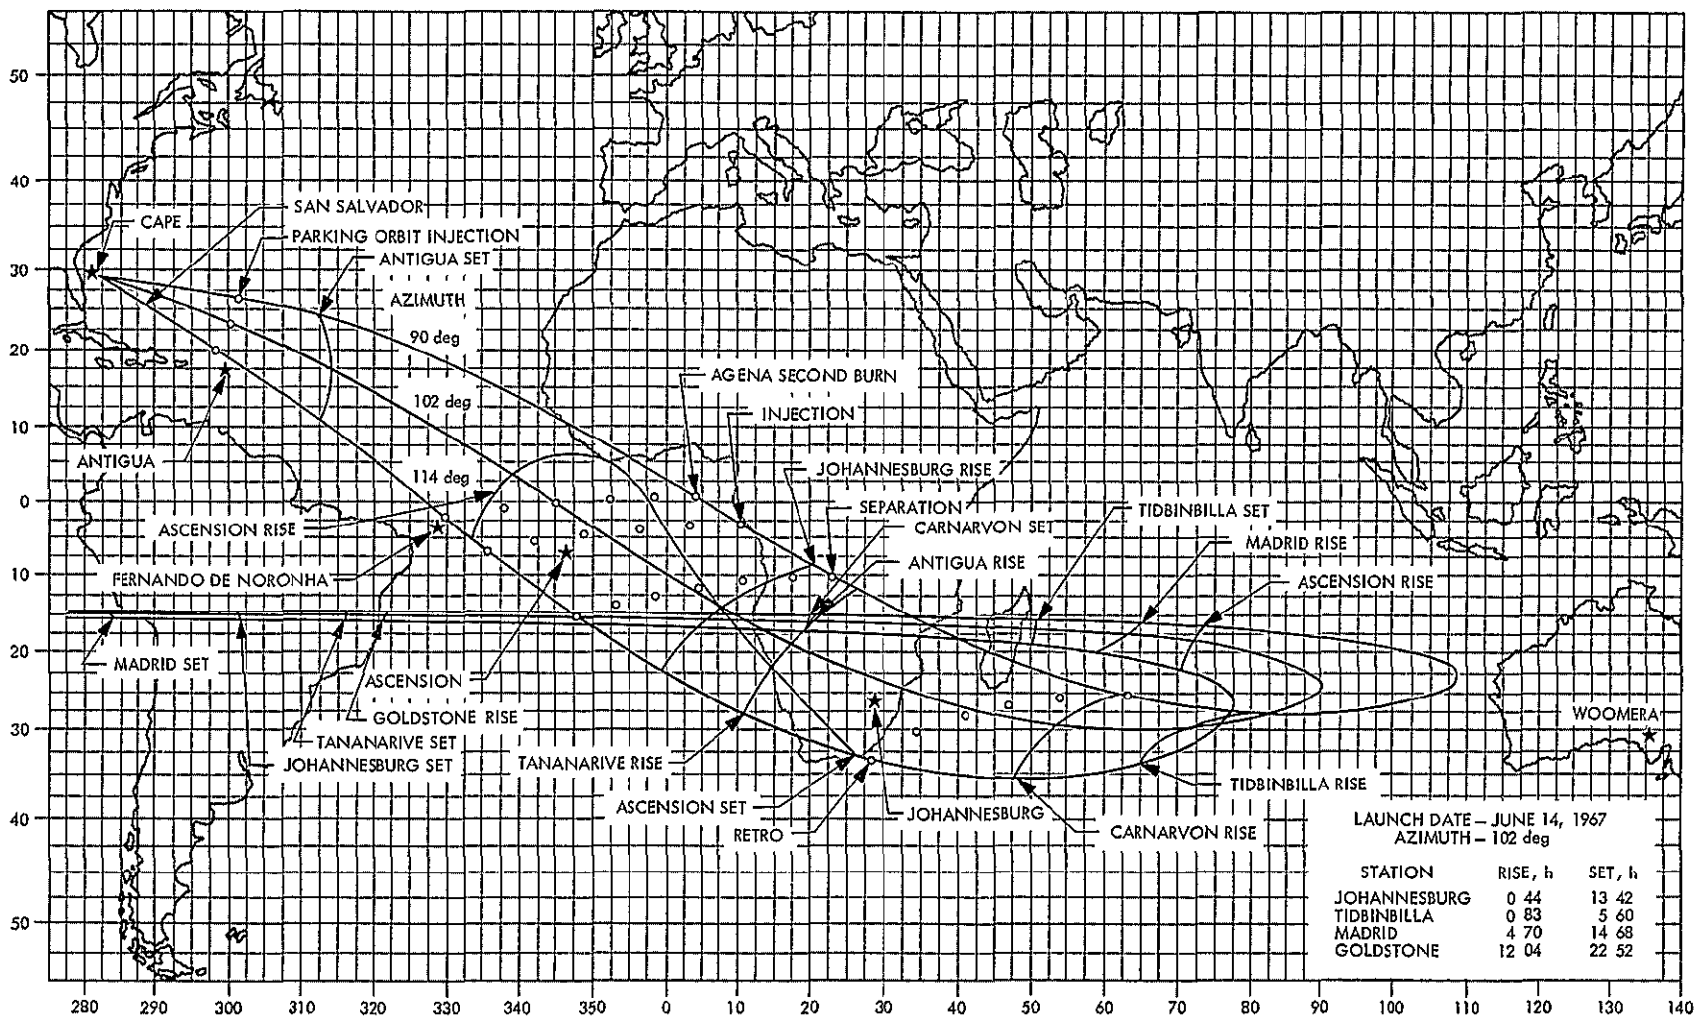 50
40
30
20
10
0
10
20
30
40
50
SAN SALVADOR
CAPE
PARKING ORBIT INJECTION
ANTIGUA SET
AZIMUTH
90 deg
AGENA SECOND BURN
102 deg
INJECTION
ANTIGUA
114 deg
JOHANNESBURG RISE
SEPARATION
TIDBINBILLA SET
ASCENSION RISE
CARNARVON SET
MADRID RISE
ANTIGUA RISE
FERNANDO DE NORONHA
ASCENSION RISE
MADRID SET
ASCENSION
GOLDSTONE RISE
WOOMERA
TANANARIVE SET
JOHANNESBURG SET
TANANARIVE RISE
TIDBINBILLA RISE
ASCENSION SET
JOHANNESBURG
RETRO
CARNARVON RISE
LAUNCH DATE – JUNE 14, 1967
AZIMUTH – 102 deg
STATION RISE, h SET, h
JOHANNESBURG 0 44 13 42
TIDBINBILLA 0 83 5 60
MADRID 4 70 14 68
GOLDSTONE 12 04 22 52
280 290 300 310 320 330 340 350 0 10 20 30 40 50 60 70 80 90 100 110 120 130 140